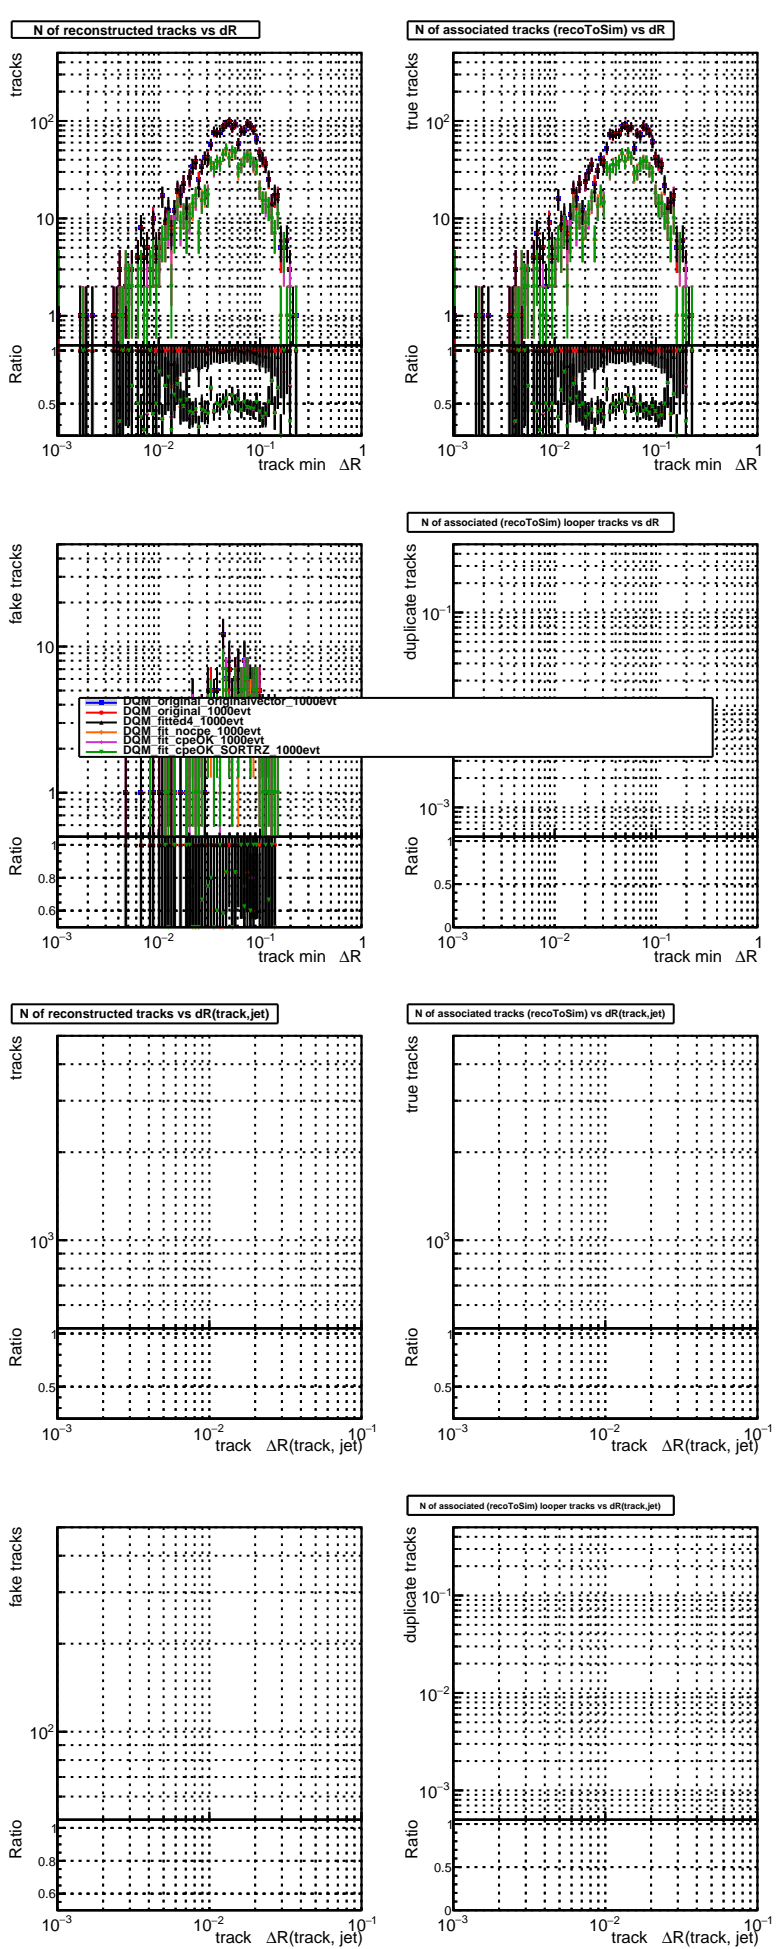 N of reconstructed tracks vs dR
N of associated tracks (recoToSim) vs dR
tracks
10²
10
1
Ratio
1
0.5
10⁻³ 10⁻² 10⁻¹ 1
track min ΔR
true tracks
10²
10
1
Ratio
1
0.5
10⁻³ 10⁻² 10⁻¹ 1
track min ΔR
N of associated (recoToSim) looper tracks vs dR
fake tracks
10
1
Ratio
1
0.8
0.6
10⁻³ 10⁻² 10⁻¹ 1
track min ΔR
duplicate tracks
10⁻¹
10⁻³
Ratio
1
0.5
0
10⁻³ 10⁻² 10⁻¹ 1
track min ΔR
DQM_original_originalvector_1000evt
DQM_original_1000evt
DQM_fitted4_1000evt
DQM_fit_nocpe_1000evt
DQM_fit_cpeOK_1000evt
DQM_fit_cpeOK_SORTRZ_1000evt
N of reconstructed tracks vs dR(track,jet)
N of associated tracks (recoToSim) vs dR(track,jet)
tracks
10³
Ratio
1
0.5
10⁻³ 10⁻² 10⁻¹
track ΔR(track, jet)
true tracks
10³
Ratio
1
0.5
10⁻³ 10⁻² 10⁻¹
track ΔR(track, jet)
N of associated (recoToSim) looper tracks vs dR(track,jet)
fake tracks
10²
Ratio
1
0.8
0.6
10⁻³ 10⁻² 10⁻¹
track ΔR(track, jet)
duplicate tracks
10⁻¹
10⁻²
10⁻³
Ratio
1
0.5
0
10⁻³ 10⁻² 10⁻¹
track ΔR(track, jet)